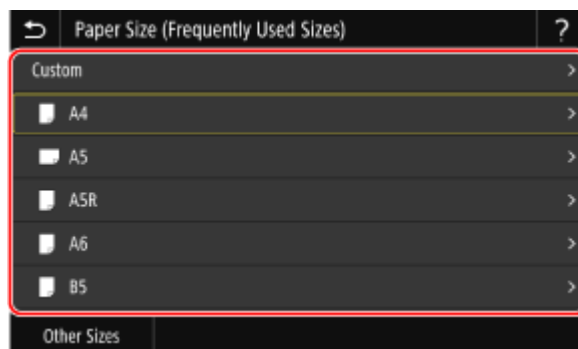 Paper Size (Frequently Used Sizes) ?
Custom
A4
A5
A5R
A6
B5
Other Sizes